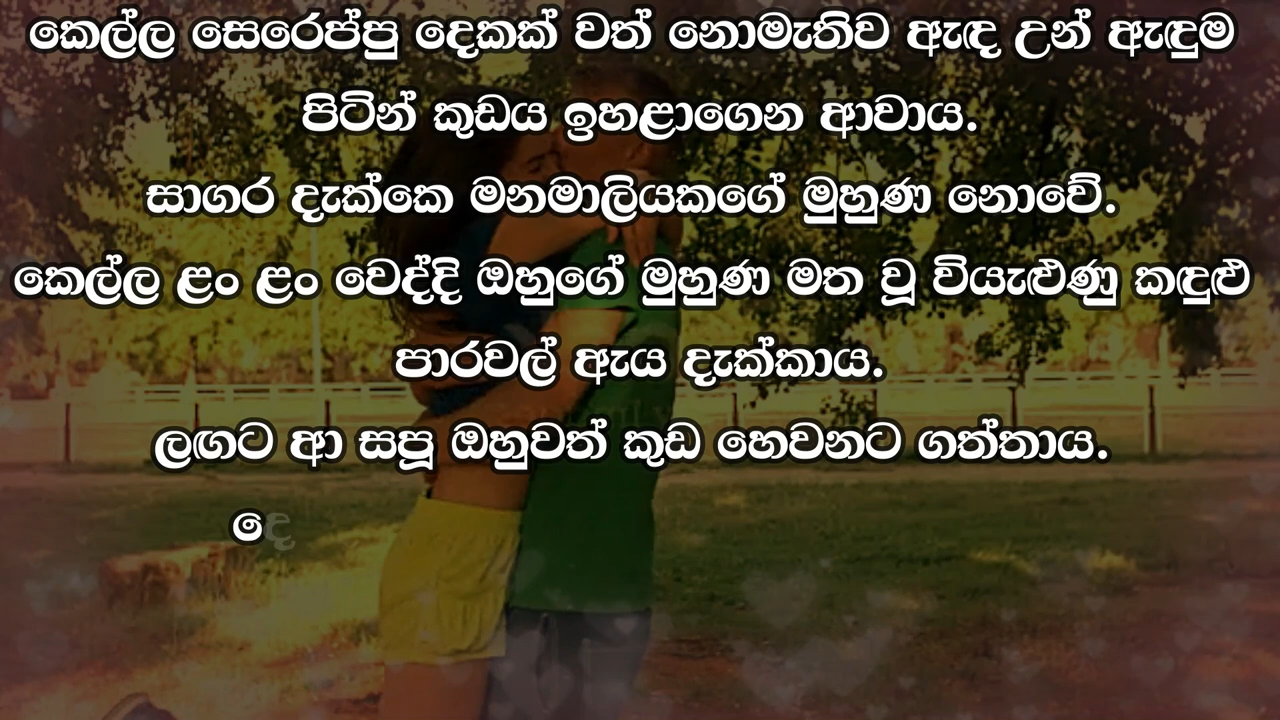 කෙල්ල සෙරෙප්පු දෙකක් වත් නොමැතිව ඇඳ උන් ඇඳුම
පිටින් කුඩය ඉහළාගෙන ආවාය.
සාගර දැක්කෙ මනමාලියකගේ මුහුණ නොවේ.
කෙල්ල ළං ළං වෙද්දි ඔහුගේ මුහුණ මත වූ වියැළුණු කඳුළු
පාරවල් ඇය දැක්කාය.
ලඟට ආ සපූ ඔහුවත් කුඩ හෙවනට ගත්තාය.
දෙ